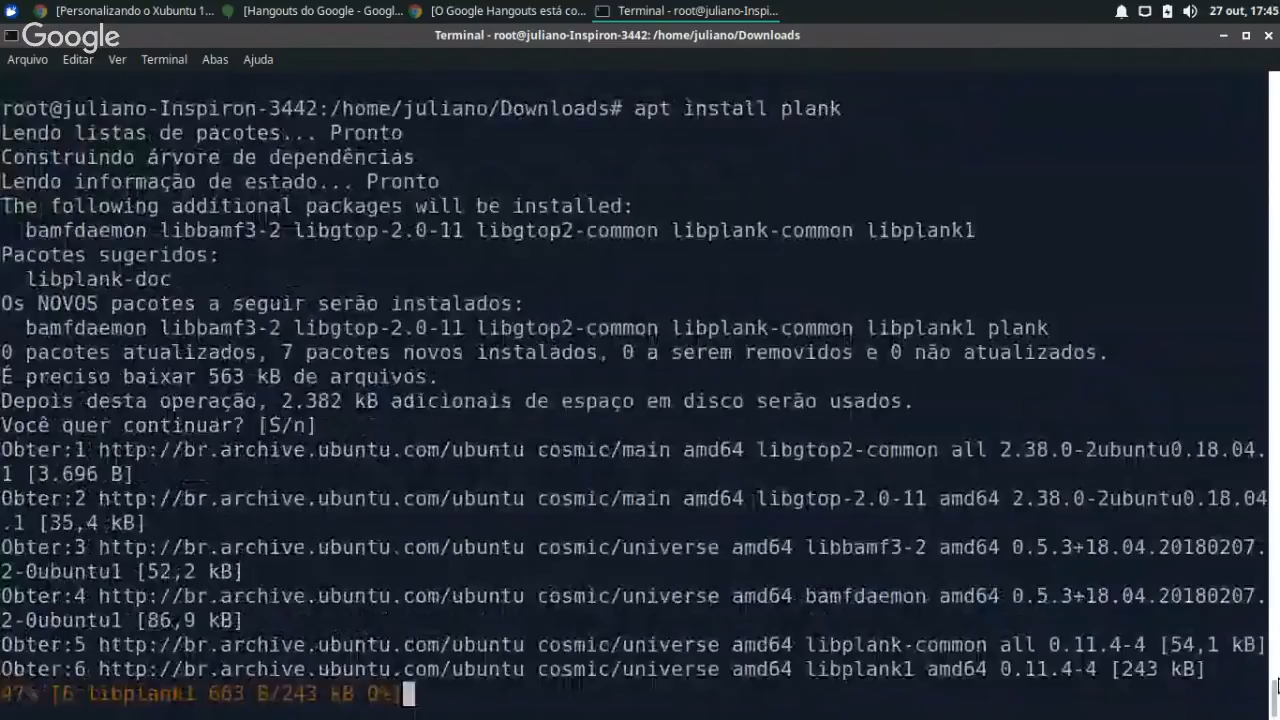 [Personalizando o Xubuntu 1... [Hangouts do Google - Googl... [O Google Hangouts está co... Terminal - root@juliano-Inspi... 27 out, 17:45
Google Terminal - root@juliano-Inspiron-3442: /home/juliano/Downloads
Arquivo Editar Ver Terminal Abas Ajuda
root@juliano-Inspiron-3442:/home/juliano/Downloads# apt install plank
Lendo listas de pacotes... Pronto
Construindo árvore de dependências
Lendo informação de estado... Pronto
The following additional packages will be installed:
bamfdaemon libbamf3-2 libgtop-2.0-11 libgtop2-common libplank-common libplank1
Pacotes sugeridos:
libplank-doc
Os NOVOS pacotes a seguir serão instalados:
bamfdaemon libbamf3-2 libgtop-2.0-11 libgtop2-common libplank-common libplank1 plank
0 pacotes atualizados, 7 pacotes novos instalados, 0 a serem removidos e 0 não atualizados.
É preciso baixar 563 kB de arquivos.
Depois desta operação, 2.382 kB adicionais de espaço em disco serão usados.
Você quer continuar? [S/n]
Obter:1 http://br.archive.ubuntu.com/ubuntu cosmic/main amd64 libgtop2-common all 2.38.0-2ubuntu0.18.04.
1 [3.696 B]
Obter:2 http://br.archive.ubuntu.com/ubuntu cosmic/main amd64 libgtop-2.0-11 amd64 2.38.0-2ubuntu0.18.04
.1 [35,4 kB]
Obter:3 http://br.archive.ubuntu.com/ubuntu cosmic/universe amd64 libbamf3-2 amd64 0.5.3+18.04.20180207.
2-0ubuntu1 [52,2 kB]
Obter:4 http://br.archive.ubuntu.com/ubuntu cosmic/universe amd64 bamfdaemon amd64 0.5.3+18.04.20180207.
2-0ubuntu1 [86,9 kB]
Obter:5 http://br.archive.ubuntu.com/ubuntu cosmic/universe amd64 libplank-common all 0.11.4-4 [54,1 kB]
Obter:6 http://br.archive.ubuntu.com/ubuntu cosmic/universe amd64 libplank1 amd64 0.11.4-4 [243 kB]
47% [6 libplank1 663 B/243 kB 0%]